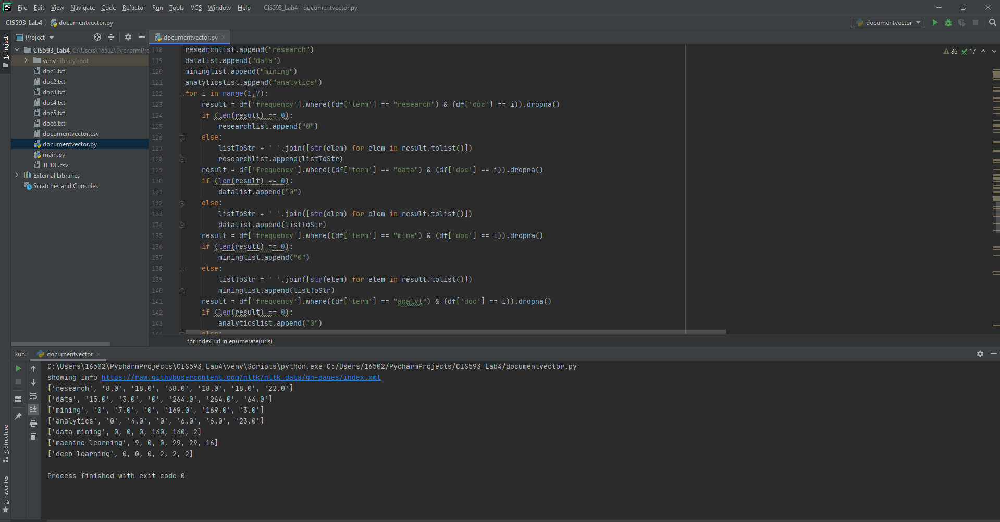 PC File Edit View Navigate Code Refactor Run Tools VCS Window Help CIS593_Lab4 - documentvector.py
CIS593_Lab4 documentvector.py documentvector
1: Project
Project
documentvector.py
CIS593_Lab4 C:\Users\16502\PycharmPro
venv library root
doc1.txt
doc2.txt
doc3.txt
doc4.txt
doc5.txt
doc6.txt
documentvector.csv
documentvector.py
main.py
TFIDF.csv
External Libraries
Scratches and Consoles
86 17
118 researchlist.append("research")
119 datalist.append("data")
120 mininglist.append("mining")
121 analyticslist.append("analytics")
122 for i in range(1,7):
123 result = df['frequency'].where((df['term'] == "research") & (df['doc'] == i)).dropna()
124 if (len(result) == 0):
125 researchlist.append("0")
126 else:
127 listToStr = ' '.join([str(elem) for elem in result.tolist()])
128 researchlist.append(listToStr)
129 result = df['frequency'].where((df['term'] == "data") & (df['doc'] == i)).dropna()
130 if (len(result) == 0):
131 datalist.append("0")
132 else:
133 listToStr = ' '.join([str(elem) for elem in result.tolist()])
134 datalist.append(listToStr)
135 result = df['frequency'].where((df['term'] == "mine") & (df['doc'] == i)).dropna()
136 if (len(result) == 0):
137 mininglist.append("0")
138 else:
139 listToStr = ' '.join([str(elem) for elem in result.tolist()])
140 mininglist.append(listToStr)
141 result = df['frequency'].where((df['term'] == "analyt") & (df['doc'] == i)).dropna()
142 if (len(result) == 0):
143 analyticslist.append("0")
144 else:
for index,url in enumerate(urls)
Run: documentvector
C:\Users\16502\PycharmProjects\CIS593_Lab4\venv\Scripts\python.exe C:/Users/16502/PycharmProjects/CIS593_Lab4/documentvector.py
showing info https://raw.githubusercontent.com/nltk/nltk_data/gh-pages/index.xml
['research', '8.0', '18.0', '38.0', '18.0', '18.0', '22.0']
['data', '15.0', '3.0', '0', '264.0', '264.0', '64.0']
['mining', '0', '7.0', '0', '169.0', '169.0', '3.0']
['analytics', '0', '4.0', '0', '6.0', '6.0', '23.0']
['data mining', 0, 0, 0, 140, 140, 2]
['machine learning', 9, 0, 0, 29, 29, 16]
['deep learning', 0, 0, 0, 2, 2, 2]
Process finished with exit code 0
7: Structure
2: Favorites